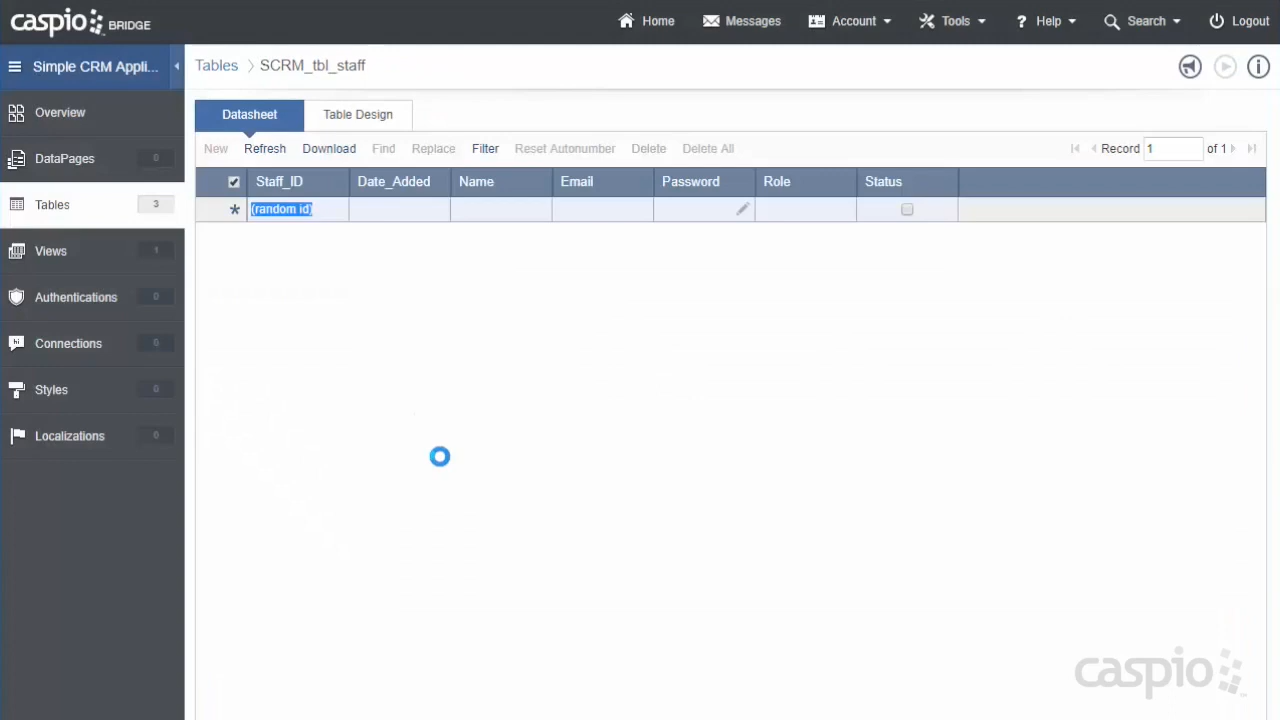 caspio BRIDGE
Home Messages Account Tools ? Help Search Logout
Simple CRM Appli...
Tables SCRM_tbl_staff
Overview
DataPages 0
Tables 3
Views 1
Authentications 0
Connections 0
Styles 0
Localizations 0
Datasheet Table Design
New Refresh Download Find Replace Filter Reset Autonumber Delete Delete All Record 1 of 1
Staff_ID Date_Added Name Email Password Role Status
* (random id)
caspio